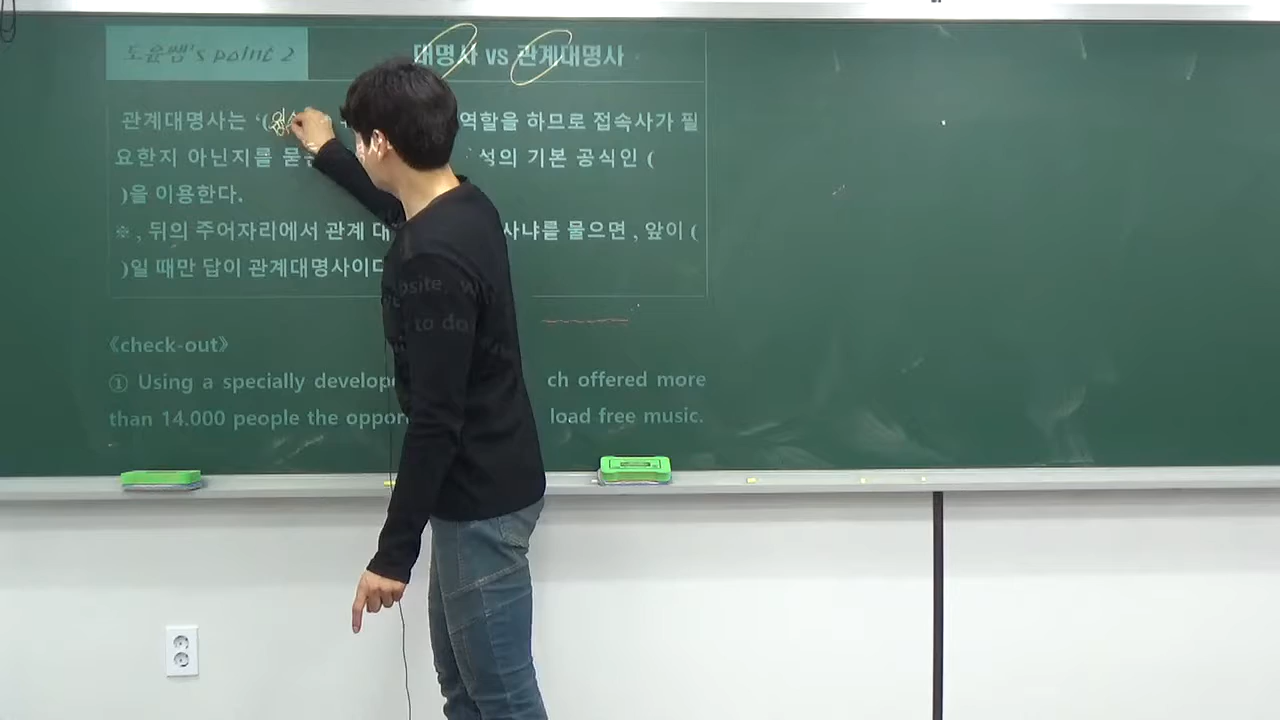 도윤쌤's point 2
대명사 vs 관계대명사
관계대명사는 '( 역할을 하므로 접속사가 필
요한지 아닌지를 묻는 성의 기본 공식인 (
)을 이용한다.
※ , 뒤의 주어자리에서 관계 대 사냐를 물으면 , 앞이 (
)일 때만 답이 관계대명사이다
《check-out》
① Using a specially develop ch offered more
than 14.000 people the oppor load free music.
bsite, w
to do